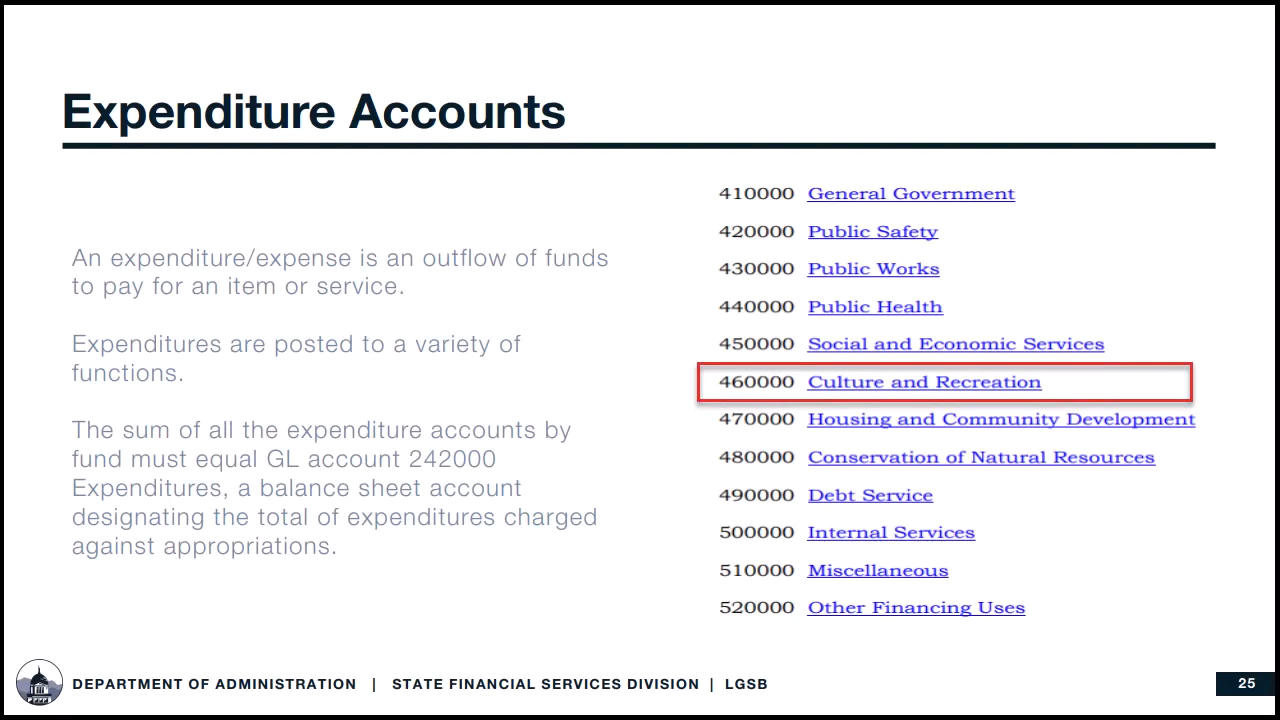 Expenditure Accounts
An expenditure/expense is an outflow of funds
to pay for an item or service.
Expenditures are posted to a variety of
functions.
The sum of all the expenditure accounts by
fund must equal GL account 242000
Expenditures, a balance sheet account
designating the total of expenditures charged
against appropriations.
410000 General Government
420000 Public Safety
430000 Public Works
440000 Public Health
450000 Social and Economic Services
460000 Culture and Recreation
470000 Housing and Community Development
480000 Conservation of Natural Resources
490000 Debt Service
500000 Internal Services
510000 Miscellaneous
520000 Other Financing Uses
DEPARTMENT OF ADMINISTRATION | STATE FINANCIAL SERVICES DIVISION | LGSB
25